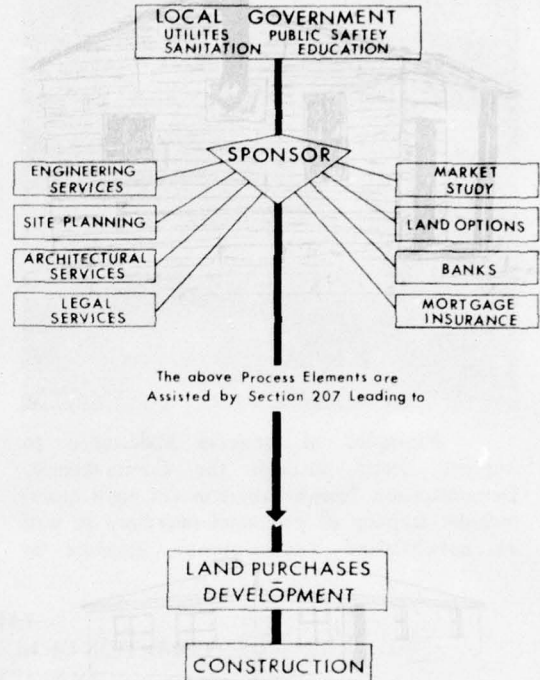 LOCAL GOVERNMENT
UTILITES PUBLIC SAFTEY
SANITATION EDUCATION
SPONSOR
ENGINEERING
SERVICES
SITE PLANNING
ARCHITECTURAL
SERVICES
LEGAL
SERVICES
MARKET
STUDY
LAND OPTIONS
BANKS
MORTGAGE
INSURANCE
The above Process Elements are
Assisted by Section 207 Leading to
LAND PURCHASES
–
DEVELOPMENT
CONSTRUCTION